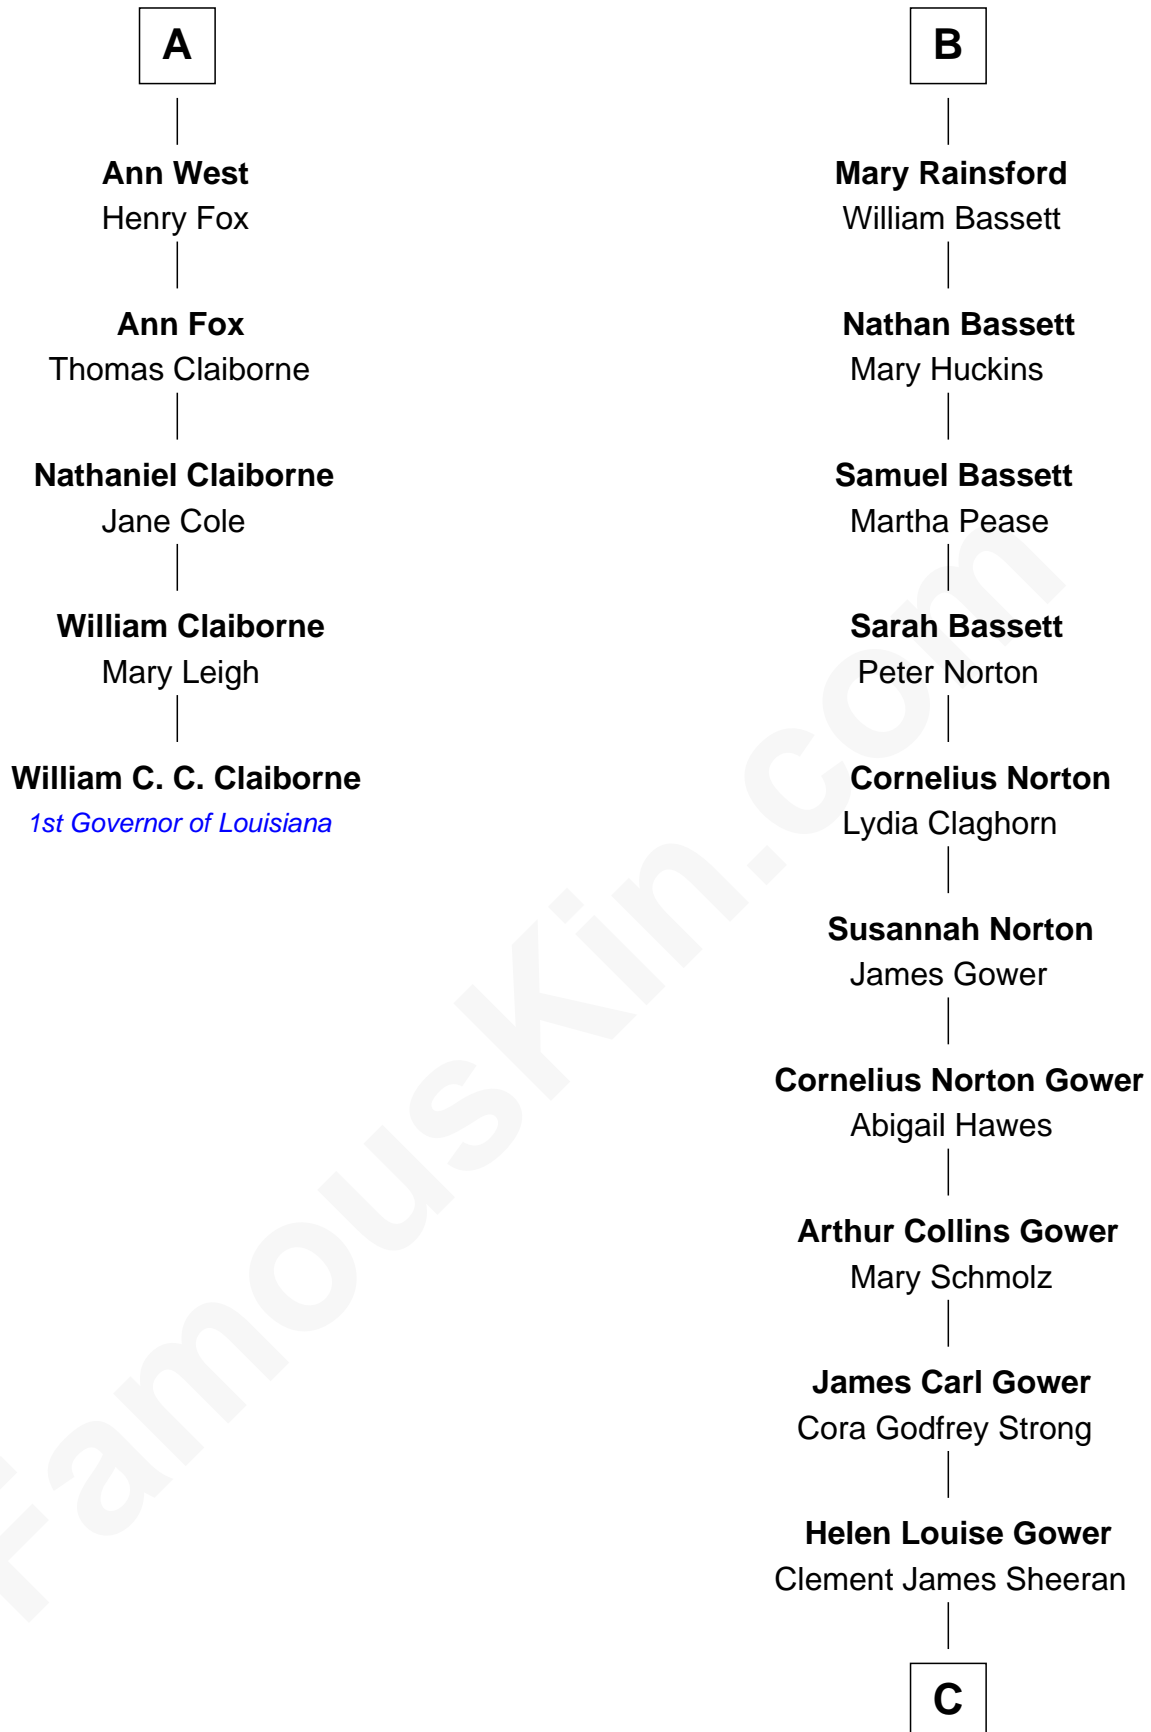 A
Ann West
Henry Fox
Ann Fox
Thomas Claiborne
Nathaniel Claiborne
Jane Cole
William Claiborne
Mary Leigh
William C. C. Claiborne
1st Governor of Louisiana
B
Mary Rainsford
William Bassett
Nathan Bassett
Mary Huckins
Samuel Bassett
Martha Pease
Sarah Bassett
Peter Norton
Cornelius Norton
Lydia Claghorn
Susannah Norton
James Gower
Cornelius Norton Gower
Abigail Hawes
Arthur Collins Gower
Mary Schmolz
James Carl Gower
Cora Godfrey Strong
Helen Louise Gower
Clement James Sheeran
C
FamousKin.com